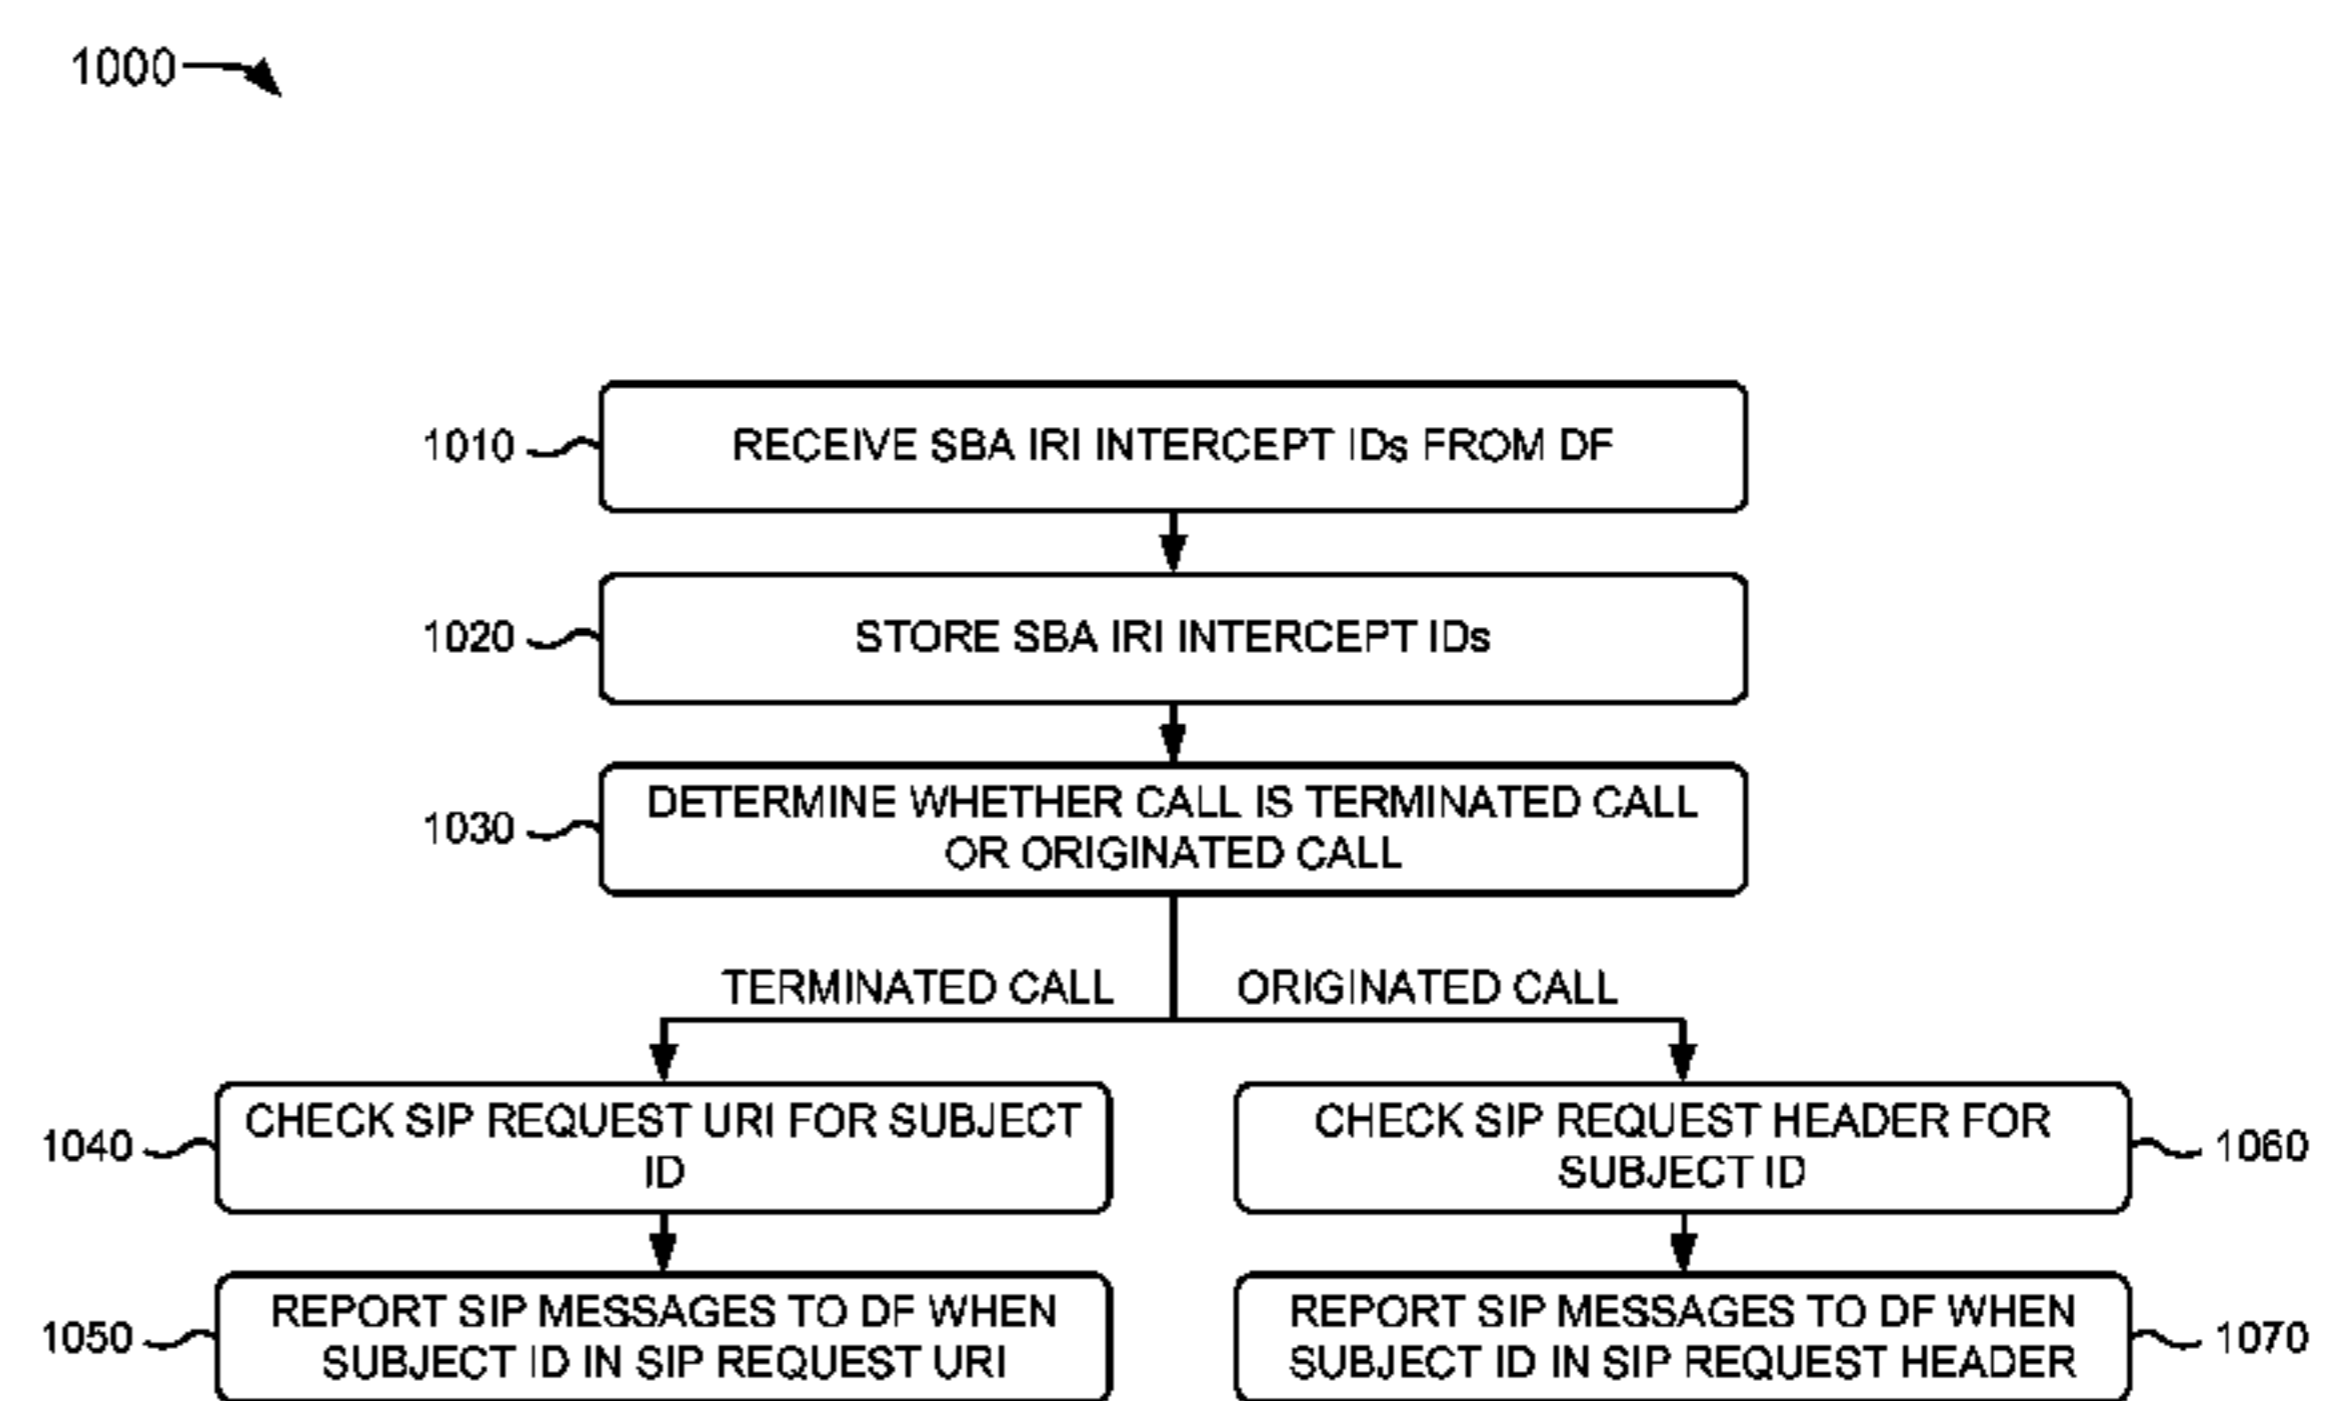 1000
1010
RECEIVE SBA IRI INTERCEPT IDs FROM DF
1020
STORE SBA IRI INTERCEPT IDs
1030
DETERMINE WHETHER CALL IS TERMINATED CALL
OR ORIGINATED CALL
TERMINATED CALL
ORIGINATED CALL
1040
CHECK SIP REQUEST URI FOR SUBJECT
ID
CHECK SIP REQUEST HEADER FOR
SUBJECT ID
1060
1050
REPORT SIP MESSAGES TO DF WHEN
SUBJECT ID IN SIP REQUEST URI
REPORT SIP MESSAGES TO DF WHEN
SUBJECT ID IN SIP REQUEST HEADER
1070